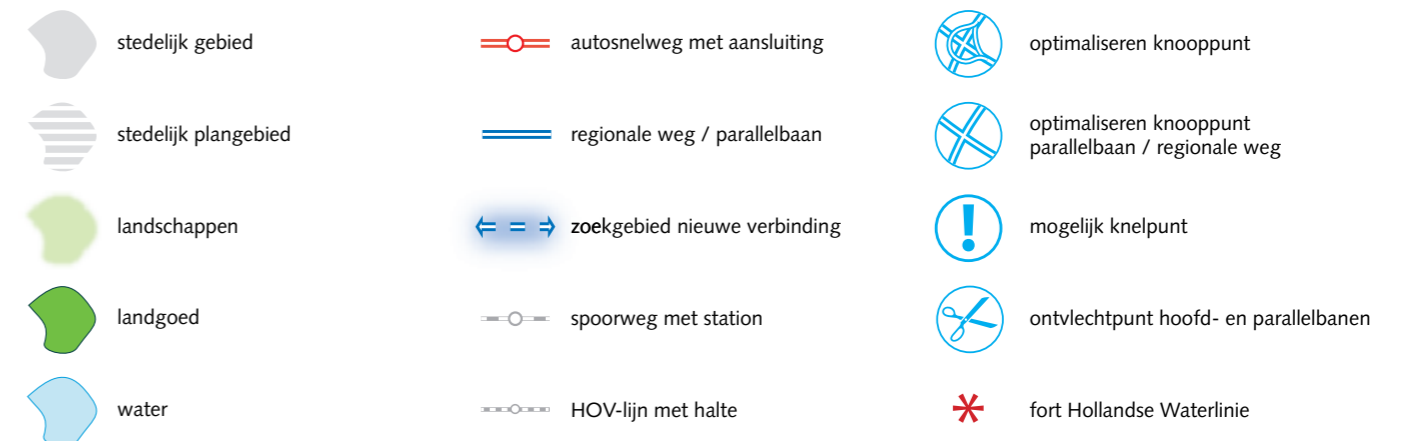 stedelijk gebied
stedelijk plangebied
landschappen
landgoed
water
autosnelweg met aansluiting
regionale weg / parallelbaan
zoekgebied nieuwe verbinding
spoorweg met station
HOV-lijn met halte
optimaliseren knooppunt
optimaliseren knooppunt
parallelbaan / regionale weg
mogelijk knelpunt
ontvlechtpunt hoofd- en parallelbanen
fort Hollandse Waterlinie